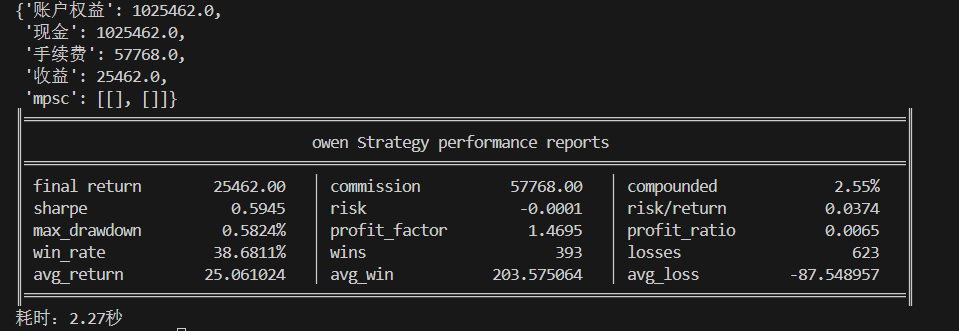 {'账户权益': 1025462.0,
'现金': 1025462.0,
'手续费': 57768.0,
'收益': 25462.0,
'mpsc': [[], []]}
owen Strategy performance reports
final return 25462.00 commission 57768.00 compounded 2.55%
sharpe 0.5945 risk -0.0001 risk/return 0.0374
max_drawdown 0.5824% profit_factor 1.4695 profit_ratio 0.0065
win_rate 38.6811% wins 393 losses 623
avg_return 25.061024 avg_win 203.575064 avg_loss -87.548957
耗时: 2.27秒